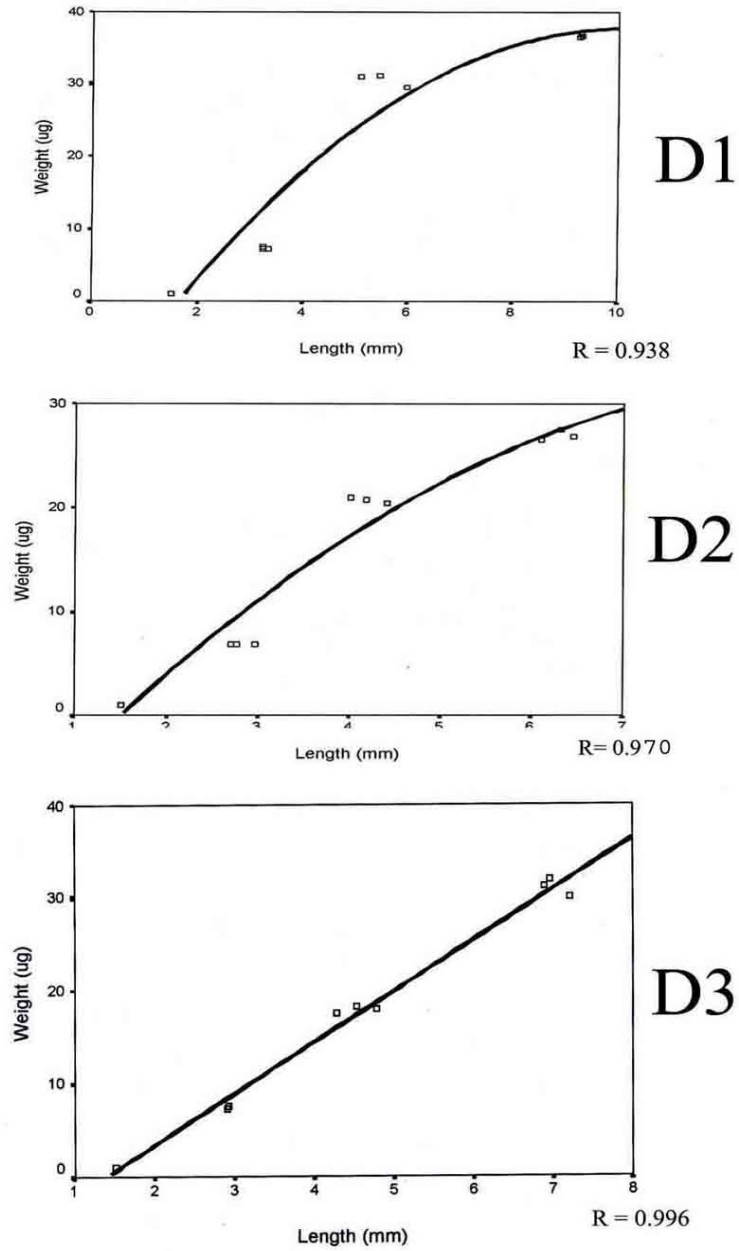 40
30
20
10
0
Weight (ug)
0 2 4 6 8 10
Length (mm)
R = 0.938
D1
30
20
10
0
Weight (ug)
1 2 3 4 5 6 7
Length (mm)
R= 0.970
D2
40
30
20
10
0
Weight (ug)
1 2 3 4 5 6 7 8
Length (mm)
R = 0.996
D3